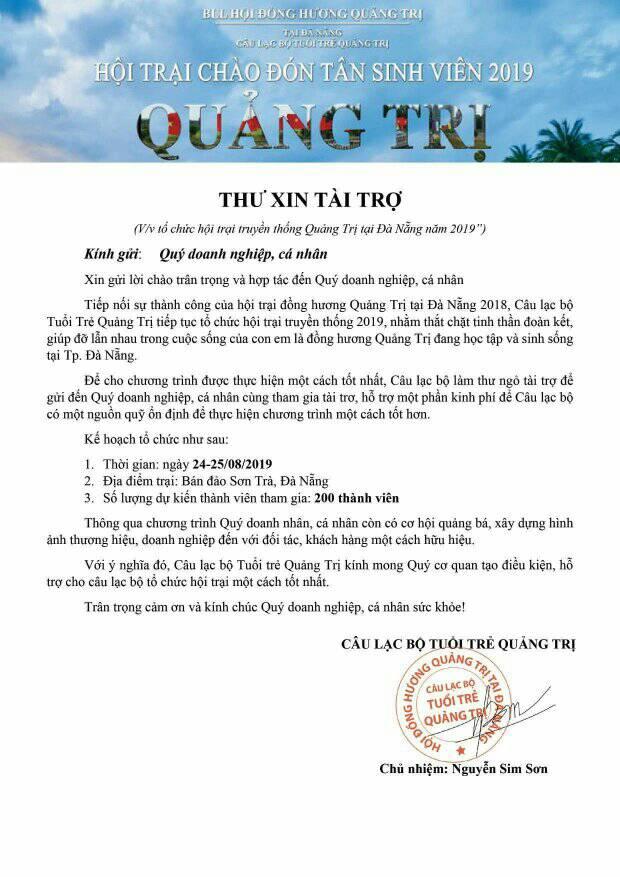 BLL HỘI ĐỒNG HƯƠNG QUẢNG TRỊ
TẠI ĐÀ NẴNG
CÂU LẠC BỘ TUỔI TRẺ QUẢNG TRỊ
HỘI TRẠI CHÀO ĐÓN TÂN SINH VIÊN 2019
QUẢNG TRỊ
THƯ XIN TÀI TRỢ
(V/v tổ chức hội trại truyền thống Quảng Trị tại Đà Nẵng năm 2019”)
Kính gửi: Quý doanh nghiệp, cá nhân
Xin gửi lời chào trân trọng và hợp tác đến Quý doanh nghiệp, cá nhân
Tiếp nối sự thành công của hội trại đồng hương Quảng Trị tại Đà Nẵng 2018, Câu lạc bộ
Tuổi Trẻ Quảng Trị tiếp tục tổ chức hội trại truyền thống 2019, nhằm thắt chặt tinh thần đoàn kết,
giúp đỡ lẫn nhau trong cuộc sống của con em là đồng hương Quảng Trị đang học tập và sinh sống
tại Tp. Đà Nẵng.
Để cho chương trình được thực hiện một cách tốt nhất, Câu lạc bộ làm thư ngỏ tài trợ để
gửi đến Quý doanh nghiệp, cá nhân cùng tham gia tài trơ, hỗ trợ một phần kinh phí để Câu lạc bộ
có một nguồn quỹ ổn định để thực hiện chương trình một cách tốt hơn.
Kế hoạch tổ chức như sau:
1. Thời gian: ngày 24-25/08/2019
2. Địa điểm trại: Bán đảo Sơn Trà, Đà Nẵng
3. Số lượng dự kiến thành viên tham gia: 200 thành viên
Thông qua chương trình Quý doanh nhân, cá nhân còn có cơ hội quảng bá, xây dựng hình
ảnh thương hiệu, doanh nghiệp đến với đối tác, khách hàng một cách hữu hiệu.
Với ý nghĩa đó, Câu lạc bộ Tuổi trẻ Quảng Trị kính mong Quý cơ quan tạo điều kiện, hỗ
trợ cho câu lạc bộ tổ chức hội trại một cách tốt nhất.
Trân trọng cảm ơn và kính chúc Quý doanh nghiệp, cá nhân sức khỏe!
CÂU LẠC BỘ TUỔI TRẺ QUẢNG TRỊ
HỘI ĐỒNG HƯƠNG QUẢNG TRỊ TẠI ĐÀ NẴNG
CÂU LẠC BỘ
TUỔI TRẺ
QUẢNG TRỊ
Chủ nhiệm: Nguyễn Sim Sơn